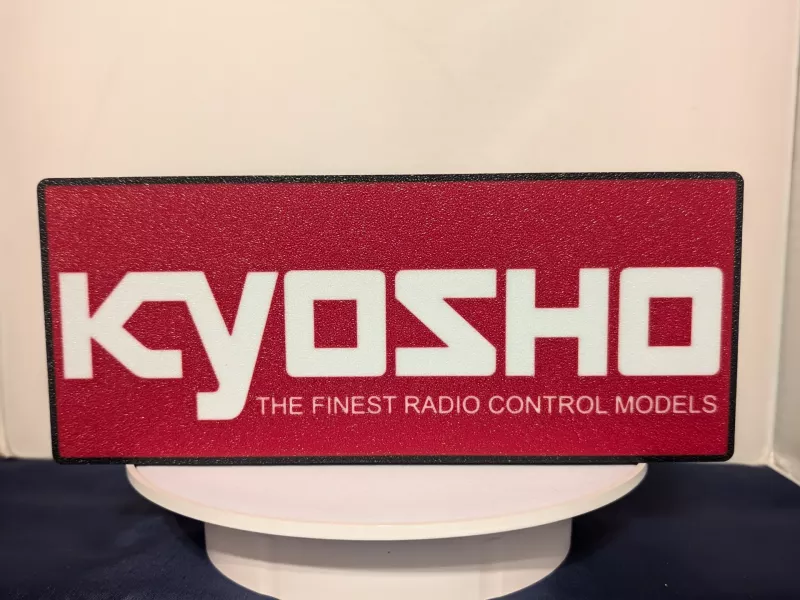 KYOSHO
THE FINEST RADIO CONTROL MODELS